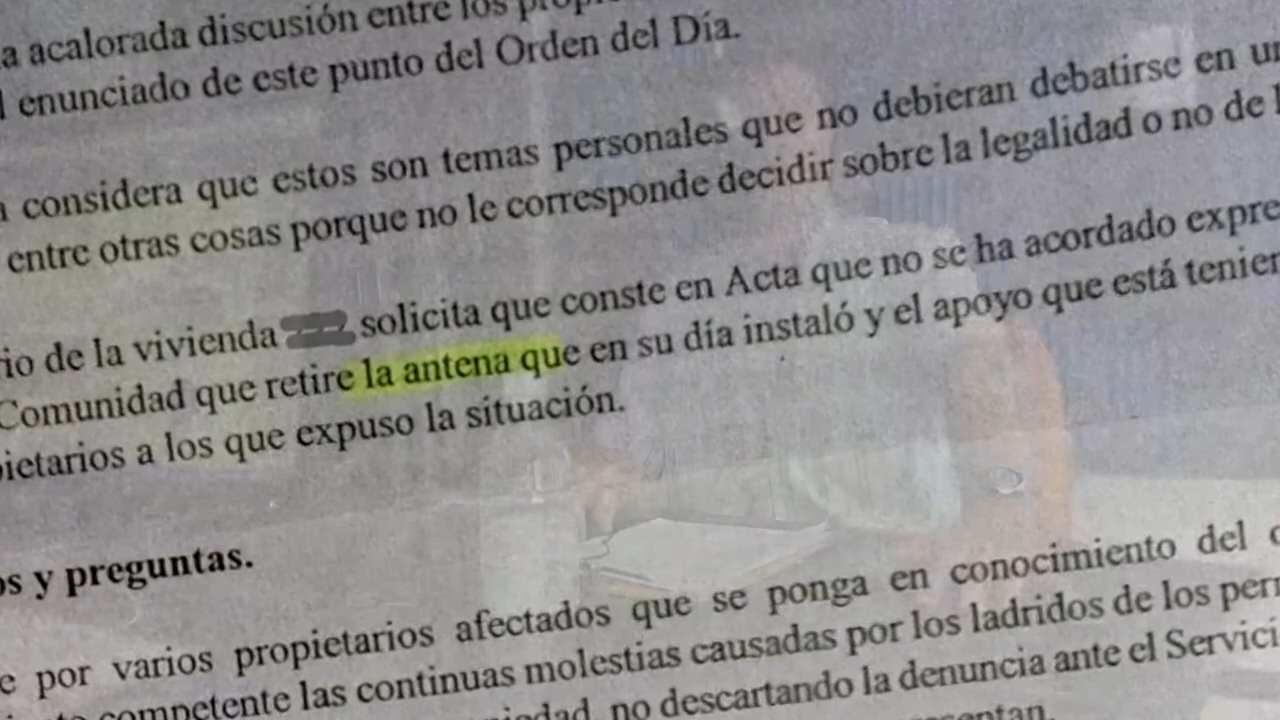 a acalorada discusión entre los
enunciado de este punto del Orden del Día.
considera que estos son temas personales que no debieran debatirse en
entre otras cosas porque no le corresponde decidir sobre la legalidad o no de
de la vivienda solicita que conste en Acta que no se ha acordado
Comunidad que retire la antena que en su día instaló y el apoyo que está
a los que expuso la situación.
y preguntas.
por varios propietarios afectados que se ponga en conocimiento del
competente las continuas molestias causadas por los ladridos de los
no descartando la denuncia ante el